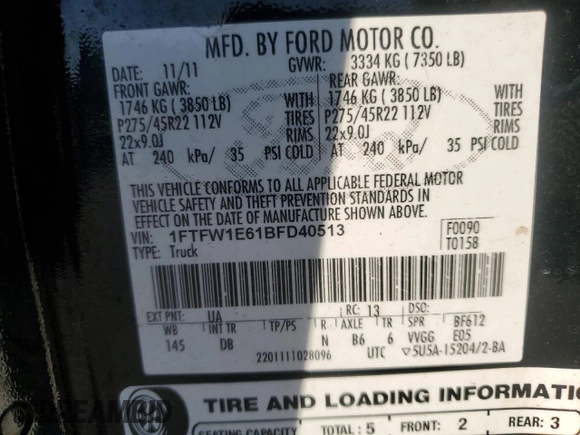 MFD. BY FORD MOTOR CO.
DATE: 11/11 GVWR: 3334 KG ( 7350 LB)
FRONT GAWR: REAR GAWR:
1746 KG ( 3850 LB) WITH 1746 KG ( 3850 LB) WITH
P275/45R22 112V TIRES P275/45R22 112V TIRES
22x9.0J RIMS 22x9.0J RIMS
AT 240 kPa/ 35 PSI COLD AT 240 kPa/ 35 PSI COLD
THIS VEHICLE CONFORMS TO ALL APPLICABLE FEDERAL MOTOR
VEHICLE SAFETY AND THEFT PREVENTION STANDARDS IN
EFFECT ON THE DATE OF MANUFACTURE SHOWN ABOVE.
VIN: 1FTFW1E61BFD40513 F0090
TYPE: Truck T0158
EXT PNT: UA RC: 13 DSO:
WB INT TR TP/PS R AXLE TR SPR BF612
145 DB N B6 6 VVGG E05
2201111028096 UTC ▽5U5A-15204/2-BA
TIRE AND LOADING INFORMATIO
SEATING CAPACITY TOTAL : 5 FRONT: 2 REAR: 3